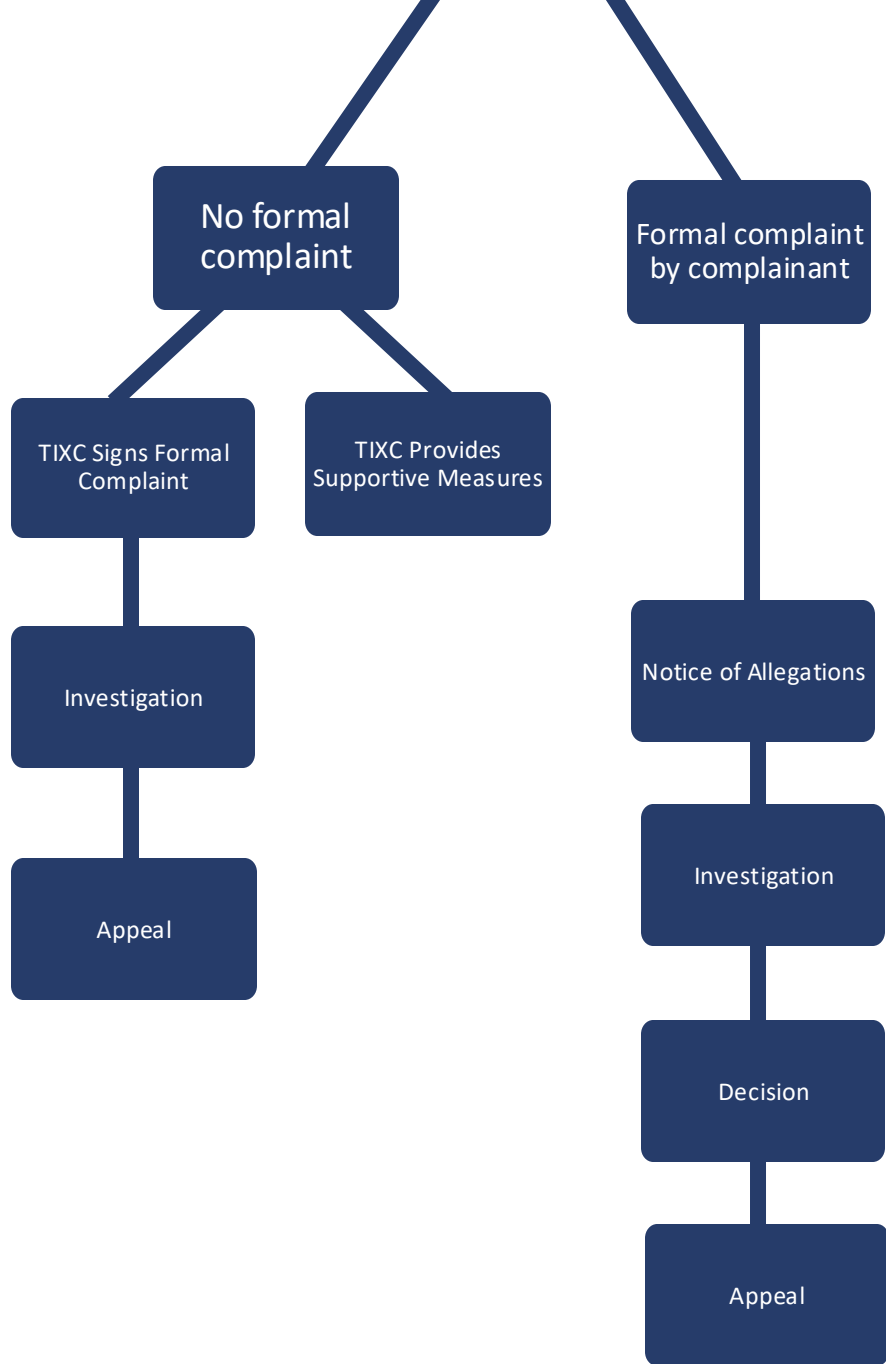 No formal
complaint
Formal complaint
by complainant
TIXC Signs Formal
Complaint
TIXC Provides
Supportive Measures
Investigation
Notice of Allegations
Investigation
Appeal
Decision
Appeal